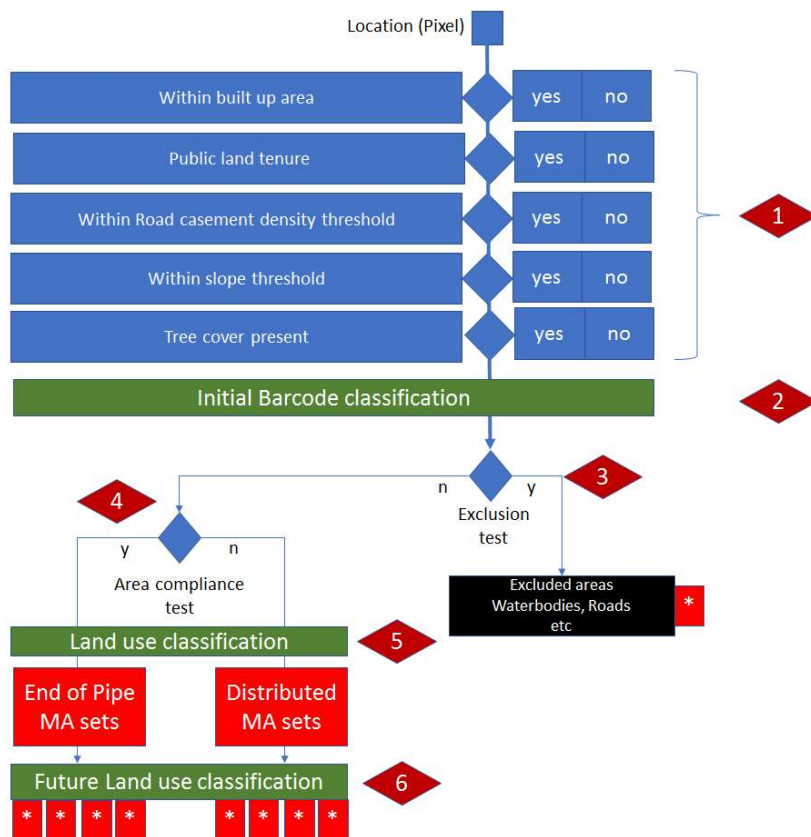 Location (Pixel)
Within built up area yes no
Public land tenure yes no
1
Within Road casement density threshold yes no
Within slope threshold yes no
Tree cover present yes no
Initial Barcode classification
2
3
n y
4
Exclusion
test
y n
Area compliance
test
Excluded areas
Waterbodies, Roads
etc
*
Land use classification
5
End of Pipe
MA sets
Distributed
MA sets
Future Land use classification
6
* * * * * * * *